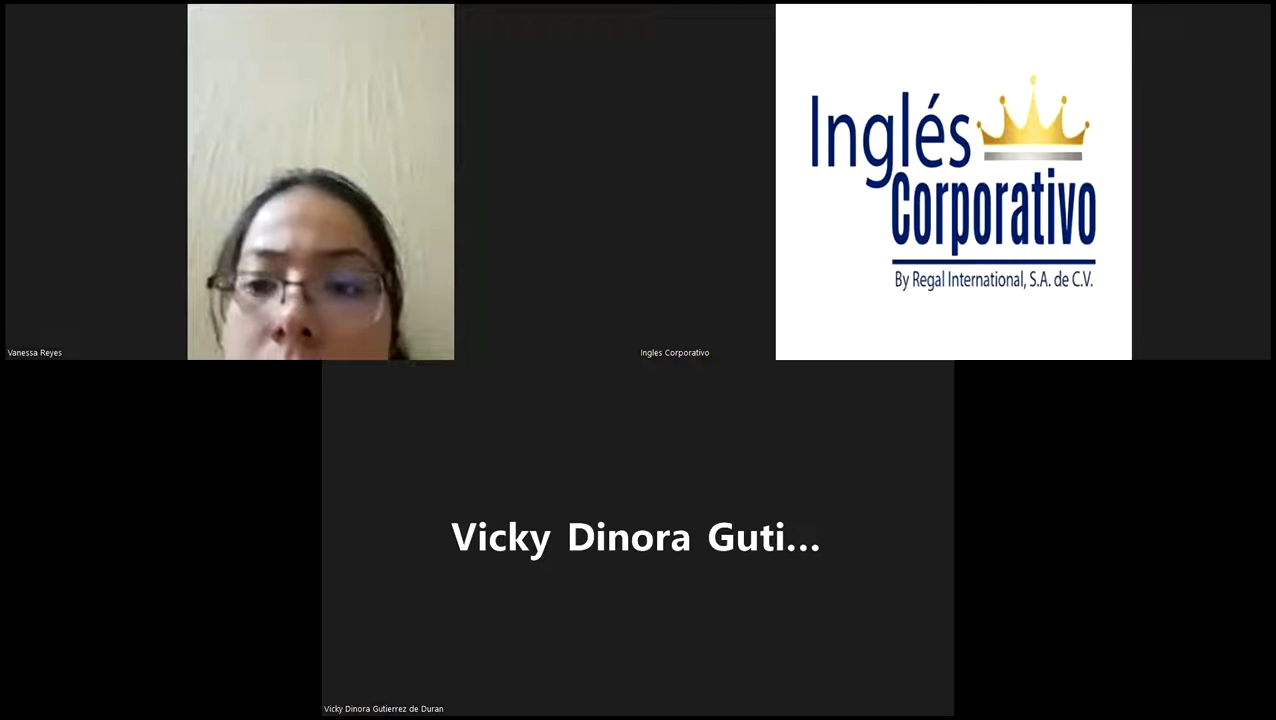 Inglés
Corporativo
By Regal International, S.A. de C.V.
Vanessa Reyes
Ingles Corporativo
Vicky Dinora Guti...
Vicky Dinora Gutierrez de Duran